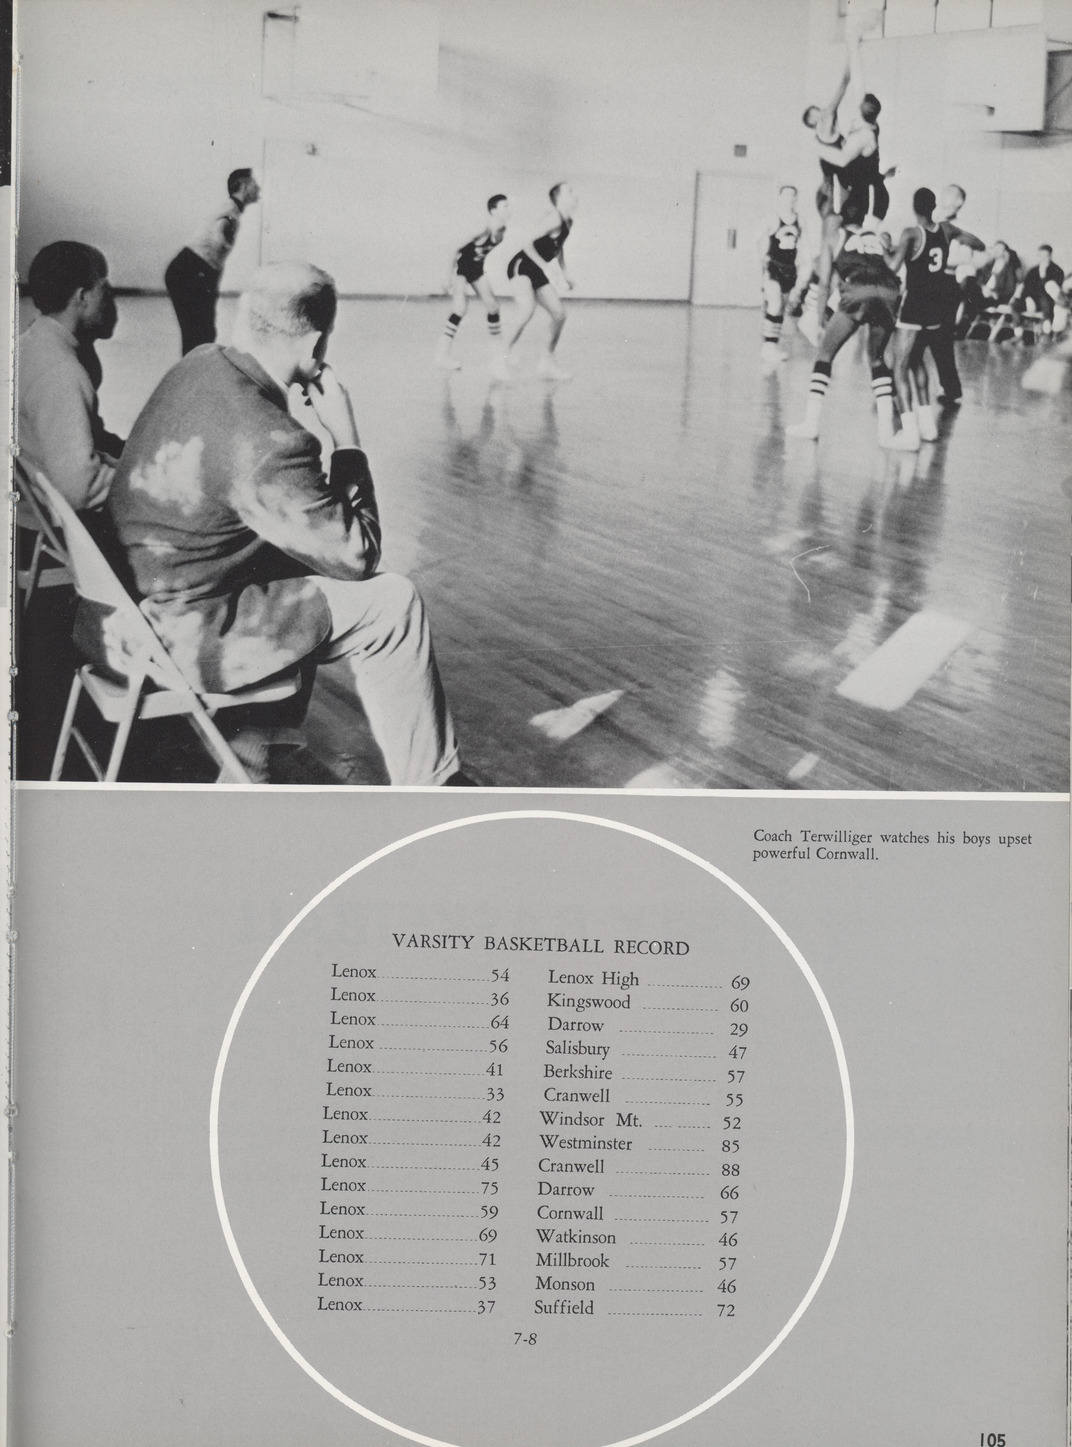 Coach Terwilliger watches his boys upset
powerful Cornwall.
VARSITY BASKETBALL RECORD
Lenox 54 Lenox High 69
Lenox 36 Kingswood 60
Lenox 64 Darrow 29
Lenox 56 Salisbury 47
Lenox 41 Berkshire 57
Lenox 33 Cranwell 55
Lenox 42 Windsor Mt. 52
Lenox 42 Westminster 85
Lenox 45 Cranwell 88
Lenox 75 Darrow 66
Lenox 59 Cornwall 57
Lenox 69 Watkinson 46
Lenox 71 Millbrook 57
Lenox 53 Monson 46
Lenox 37 Suffield 72
7-8
105